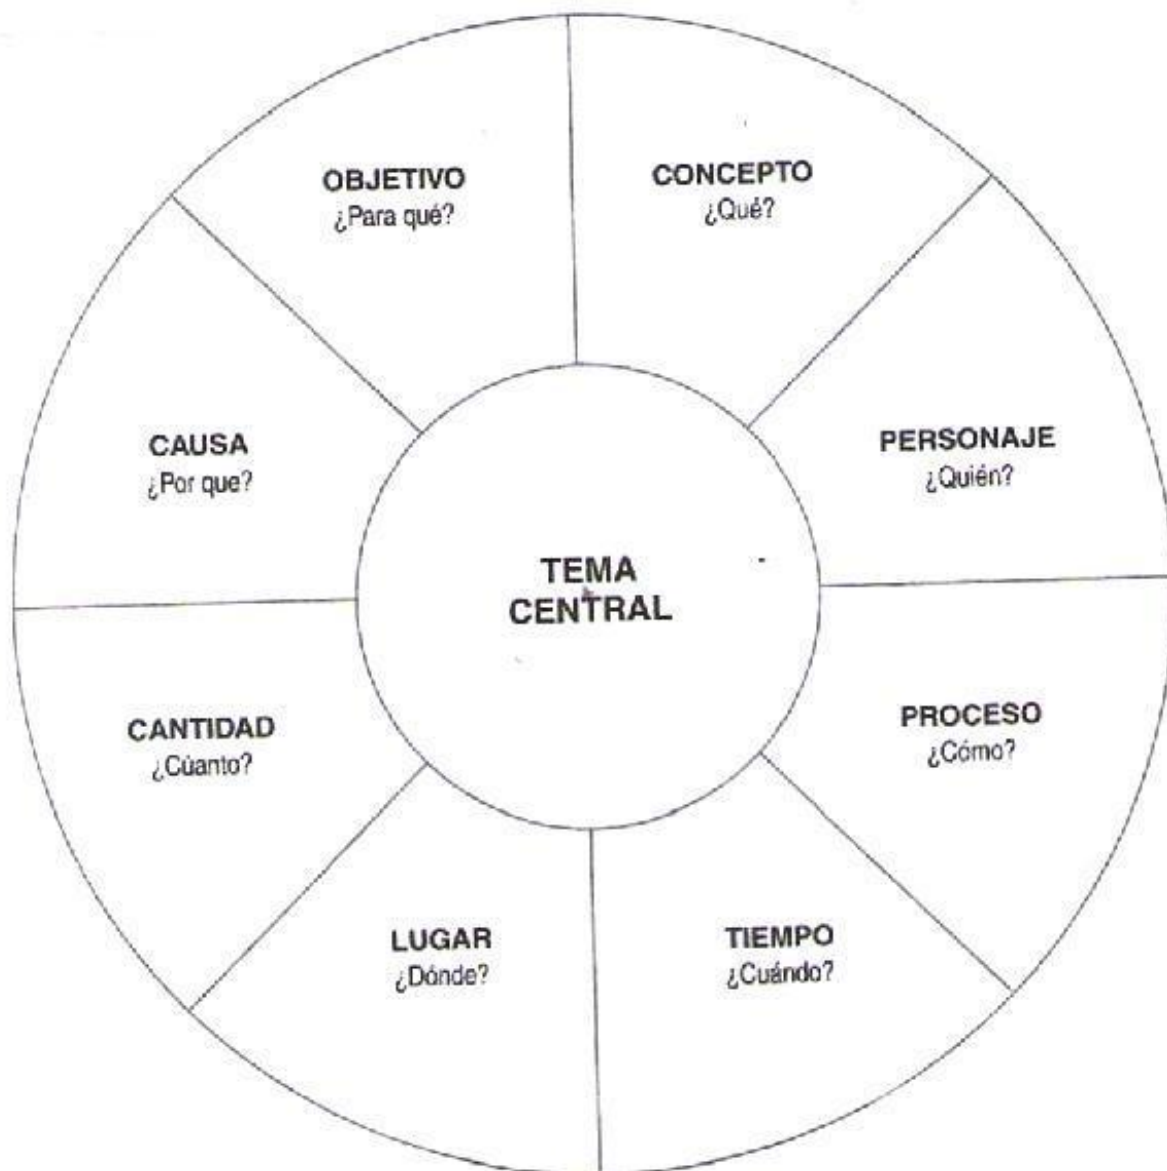 OBJETIVO
¿Para qué?
CONCEPTO
¿Qué?
CAUSA
¿Por que?
PERSONAJE
¿Quién?
TEMA
CENTRAL
CANTIDAD
¿Cúanto?
PROCESO
¿Cómo?
LUGAR
¿Dónde?
TIEMPO
¿Cuándo?